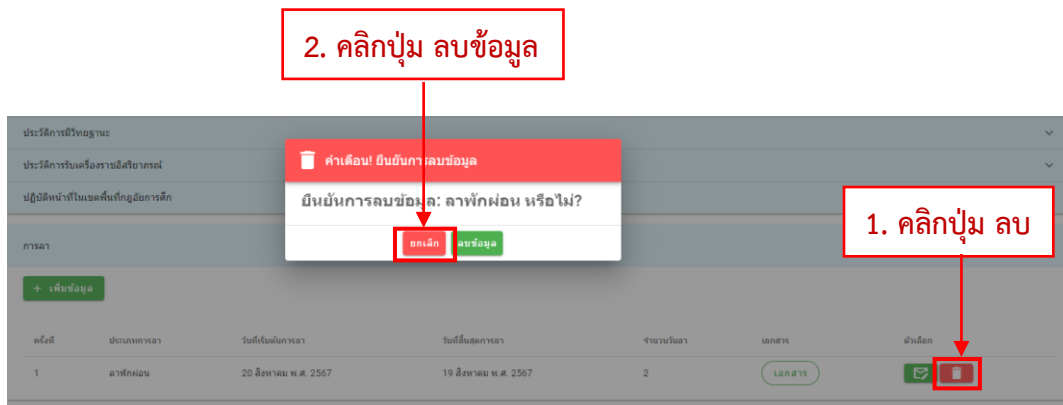 2. คลิกปุ่ม ลบข้อมูล
ประวัติการมีวิทยฐานะ
ประวัติการรับเครื่องราชอิสริยาภรณ์
ปฏิบัติหน้าที่ในเขตพื้นที่กฎอัยการศึก
คำเตือน! ยืนยันการลบข้อมูล
ยืนยันการลบข้อมูล: ลาพักผ่อน หรือไม่?
ยกเลิก ลบข้อมูล
1. คลิกปุ่ม ลบ
การลา
+ เพิ่มข้อมูล
ครั้งที่ ประเภทการลา วันที่เริ่มต้นการลา วันที่สิ้นสุดการลา จำนวนวันลา เอกสาร ตัวเลือก
1 ลาพักผ่อน 20 สิงหาคม พ.ศ. 2567 19 สิงหาคม พ.ศ. 2567 2 เอกสาร